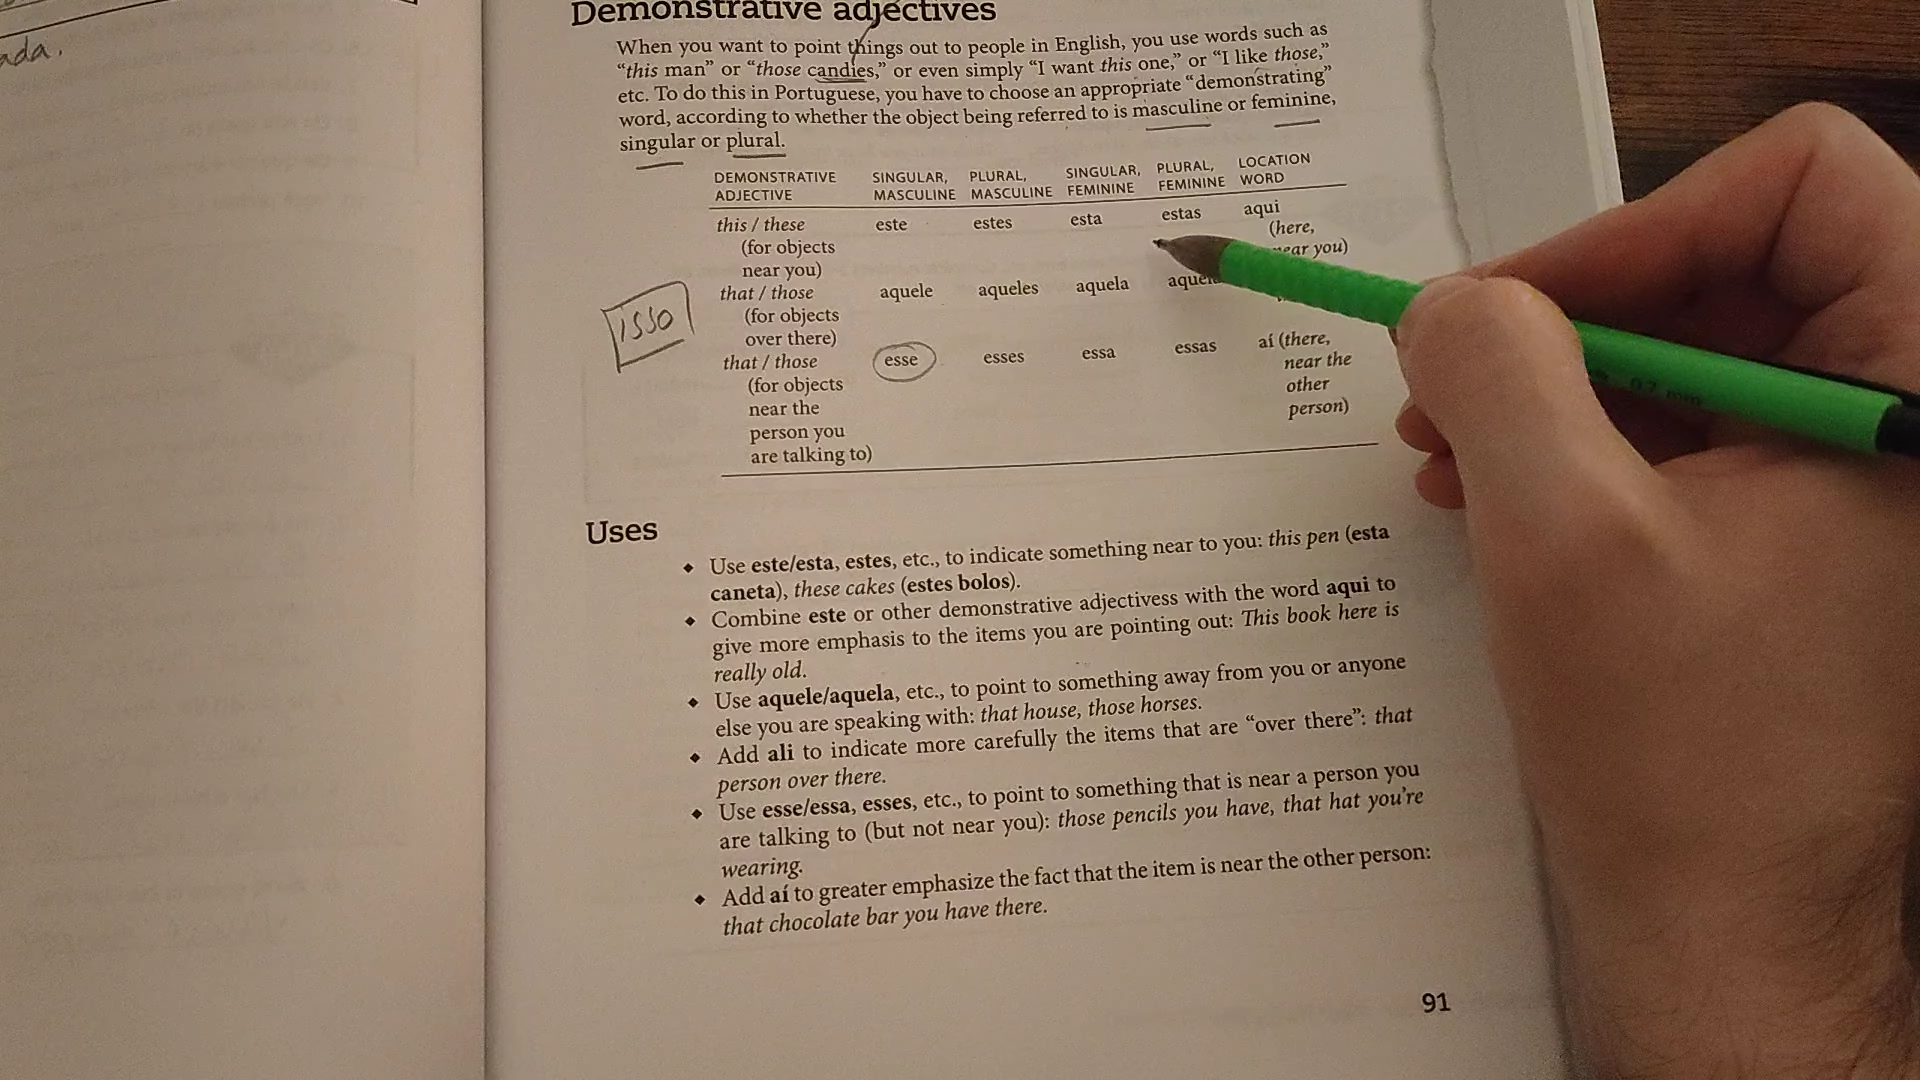 ada.
Demonstrative adjectives
When you want to point things out to people in English, you use words such as
"this man" or "those candies," or even simply "I want this one," or "I like those,"
etc. To do this in Portuguese, you have to choose an appropriate "demonstrating"
word, according to whether the object being referred to is masculine or feminine,
singular or plural.
DEMONSTRATIVE ADJECTIVE
SINGULAR, MASCULINE
PLURAL, MASCULINE
SINGULAR, FEMININE
PLURAL, FEMININE
LOCATION WORD
this / these este estes esta estas aqui
(for objects (here,
near you) near you)
that / those aquele aqueles aquela
(for objects
over there)
ISSO
that / those esse esses essa essas aí (there,
(for objects near the
near the other
person you person)
are talking to)
Uses
◆ Use este/esta, estes, etc., to indicate something near to you: this pen (esta
caneta), these cakes (estes bolos).
◆ Combine este or other demonstrative adjectivess with the word aqui to
give more emphasis to the items you are pointing out: This book here is
really old.
◆ Use aquele/aquela, etc., to point to something away from you or anyone
else you are speaking with: that house, those horses.
◆ Add ali to indicate more carefully the items that are "over there": that
person over there.
◆ Use esse/essa, esses, etc., to point to something that is near a person you
are talking to (but not near you): those pencils you have, that hat you're
wearing.
◆ Add aí to greater emphasize the fact that the item is near the other person:
that chocolate bar you have there.
91
0.7 mm